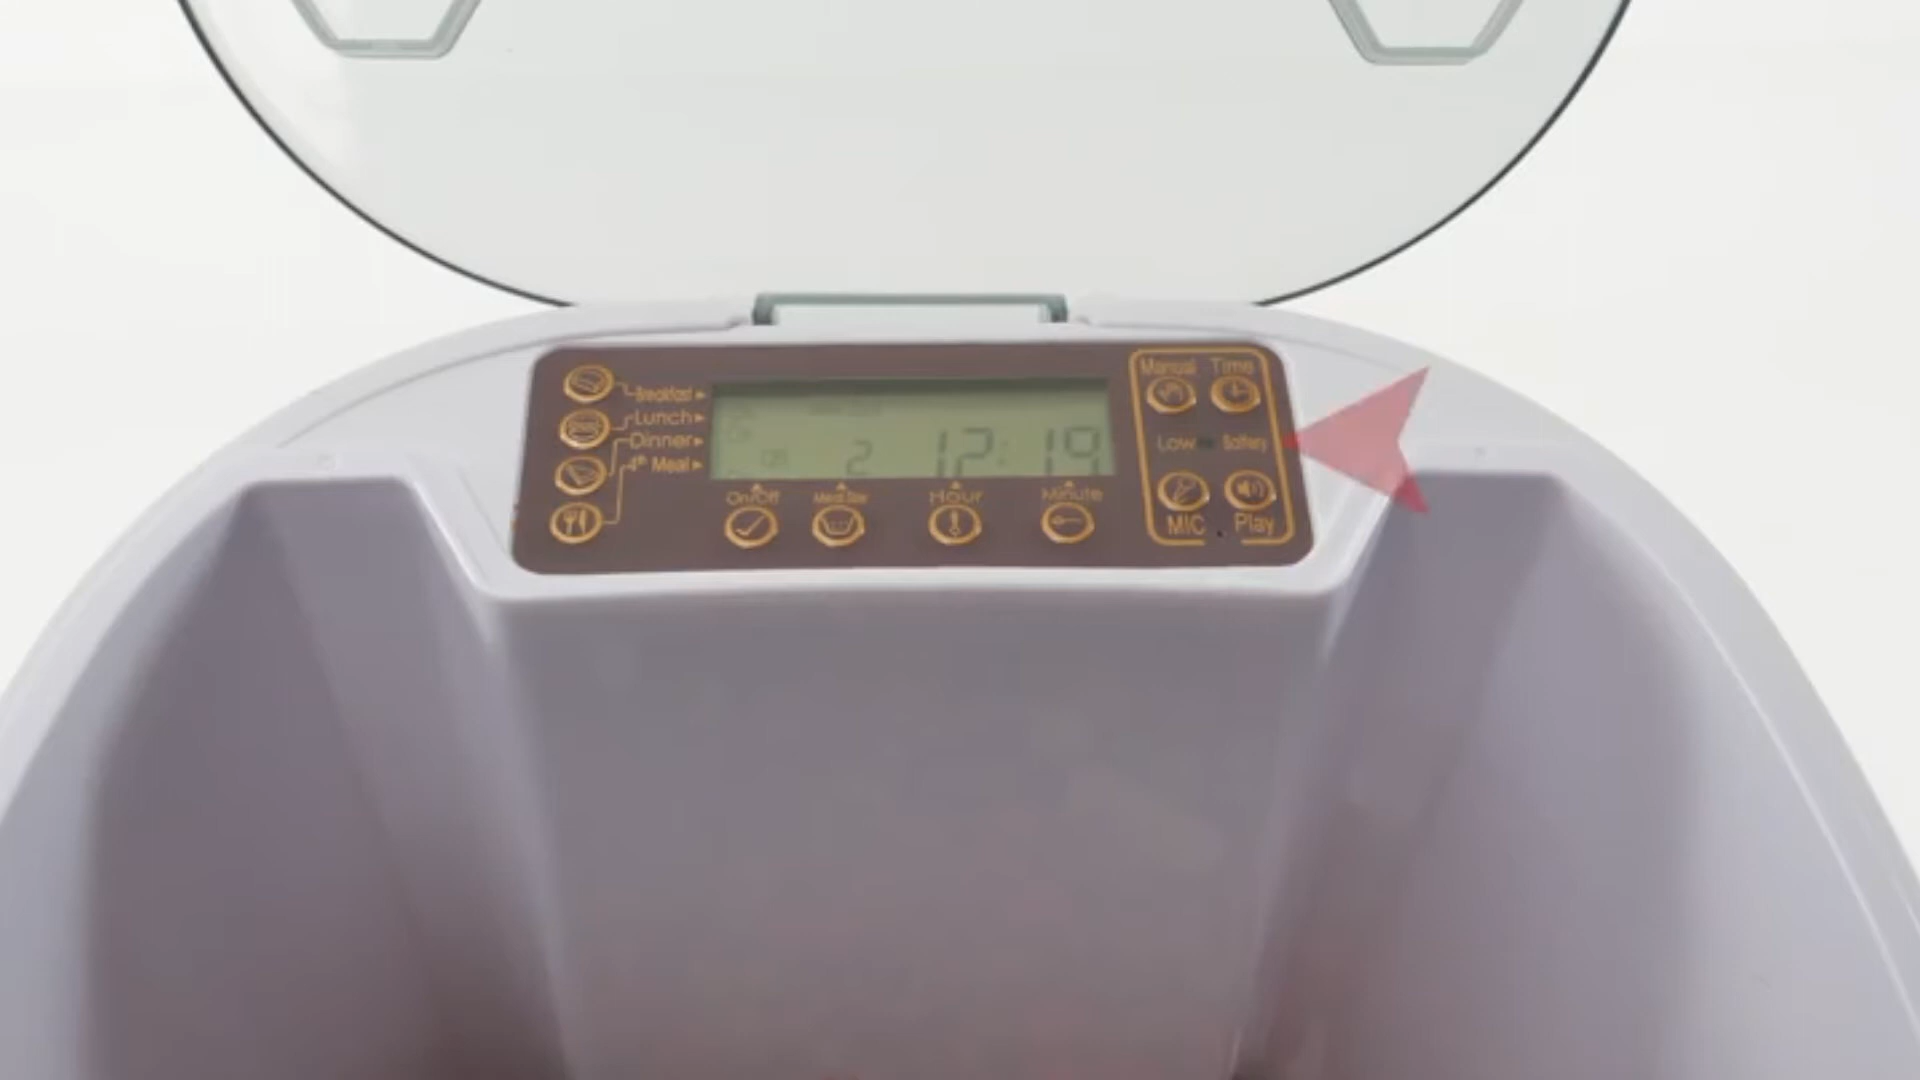 Manual Time
Breakfast
Lunch
Dinner
4th Meal
2 12:19
Low Battery
On/Off Meal Size Hour Minute
MIC Play